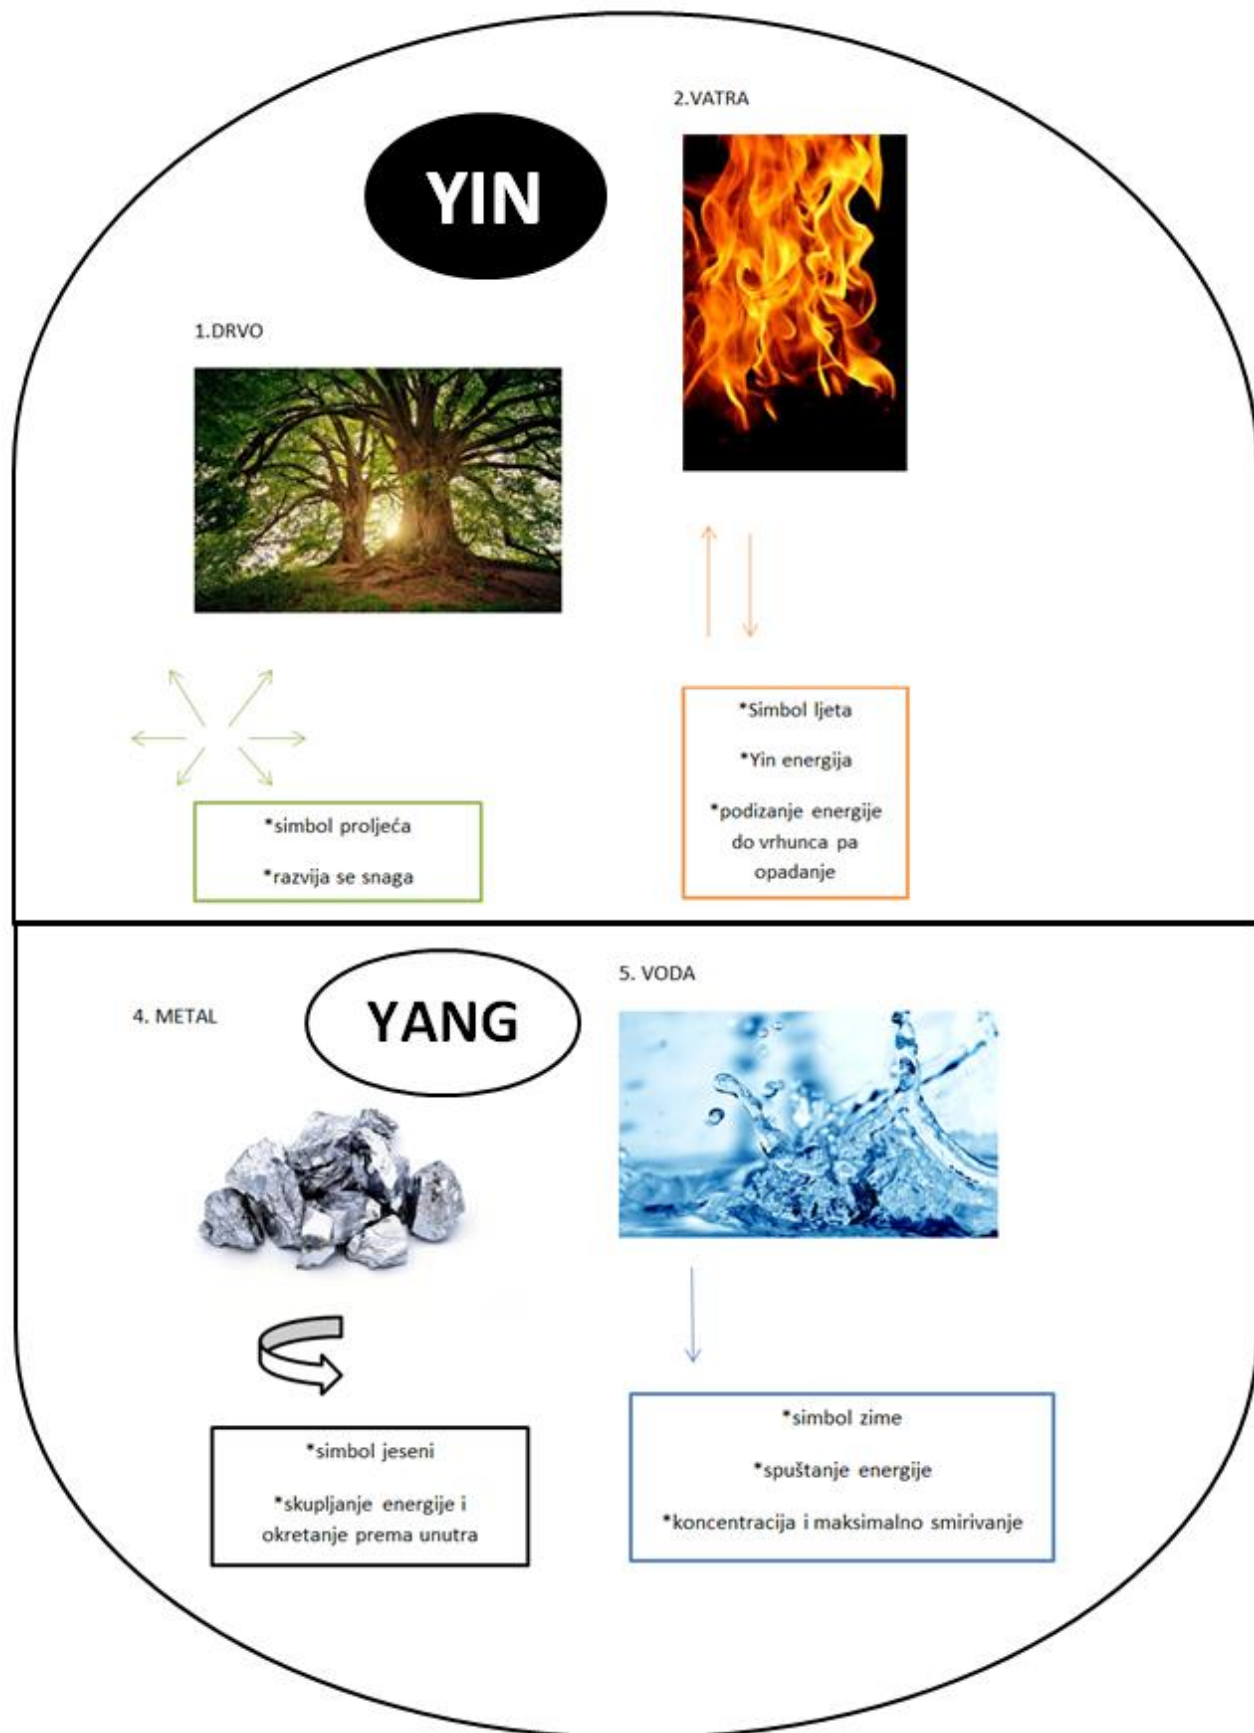 YIN
2.VATRA
1.DRVO
*Simbol ljeta
*Yin energija
*podizanje energije
do vrhunca pa
opadanje
*simbol proljeća
*razvija se snaga
YANG
4. METAL
5. VODA
*simbol jeseni
*skupljanje energije i
okretanje prema unutra
*simbol zime
*spuštanje energije
*koncentracija i maksimalno smirivanje